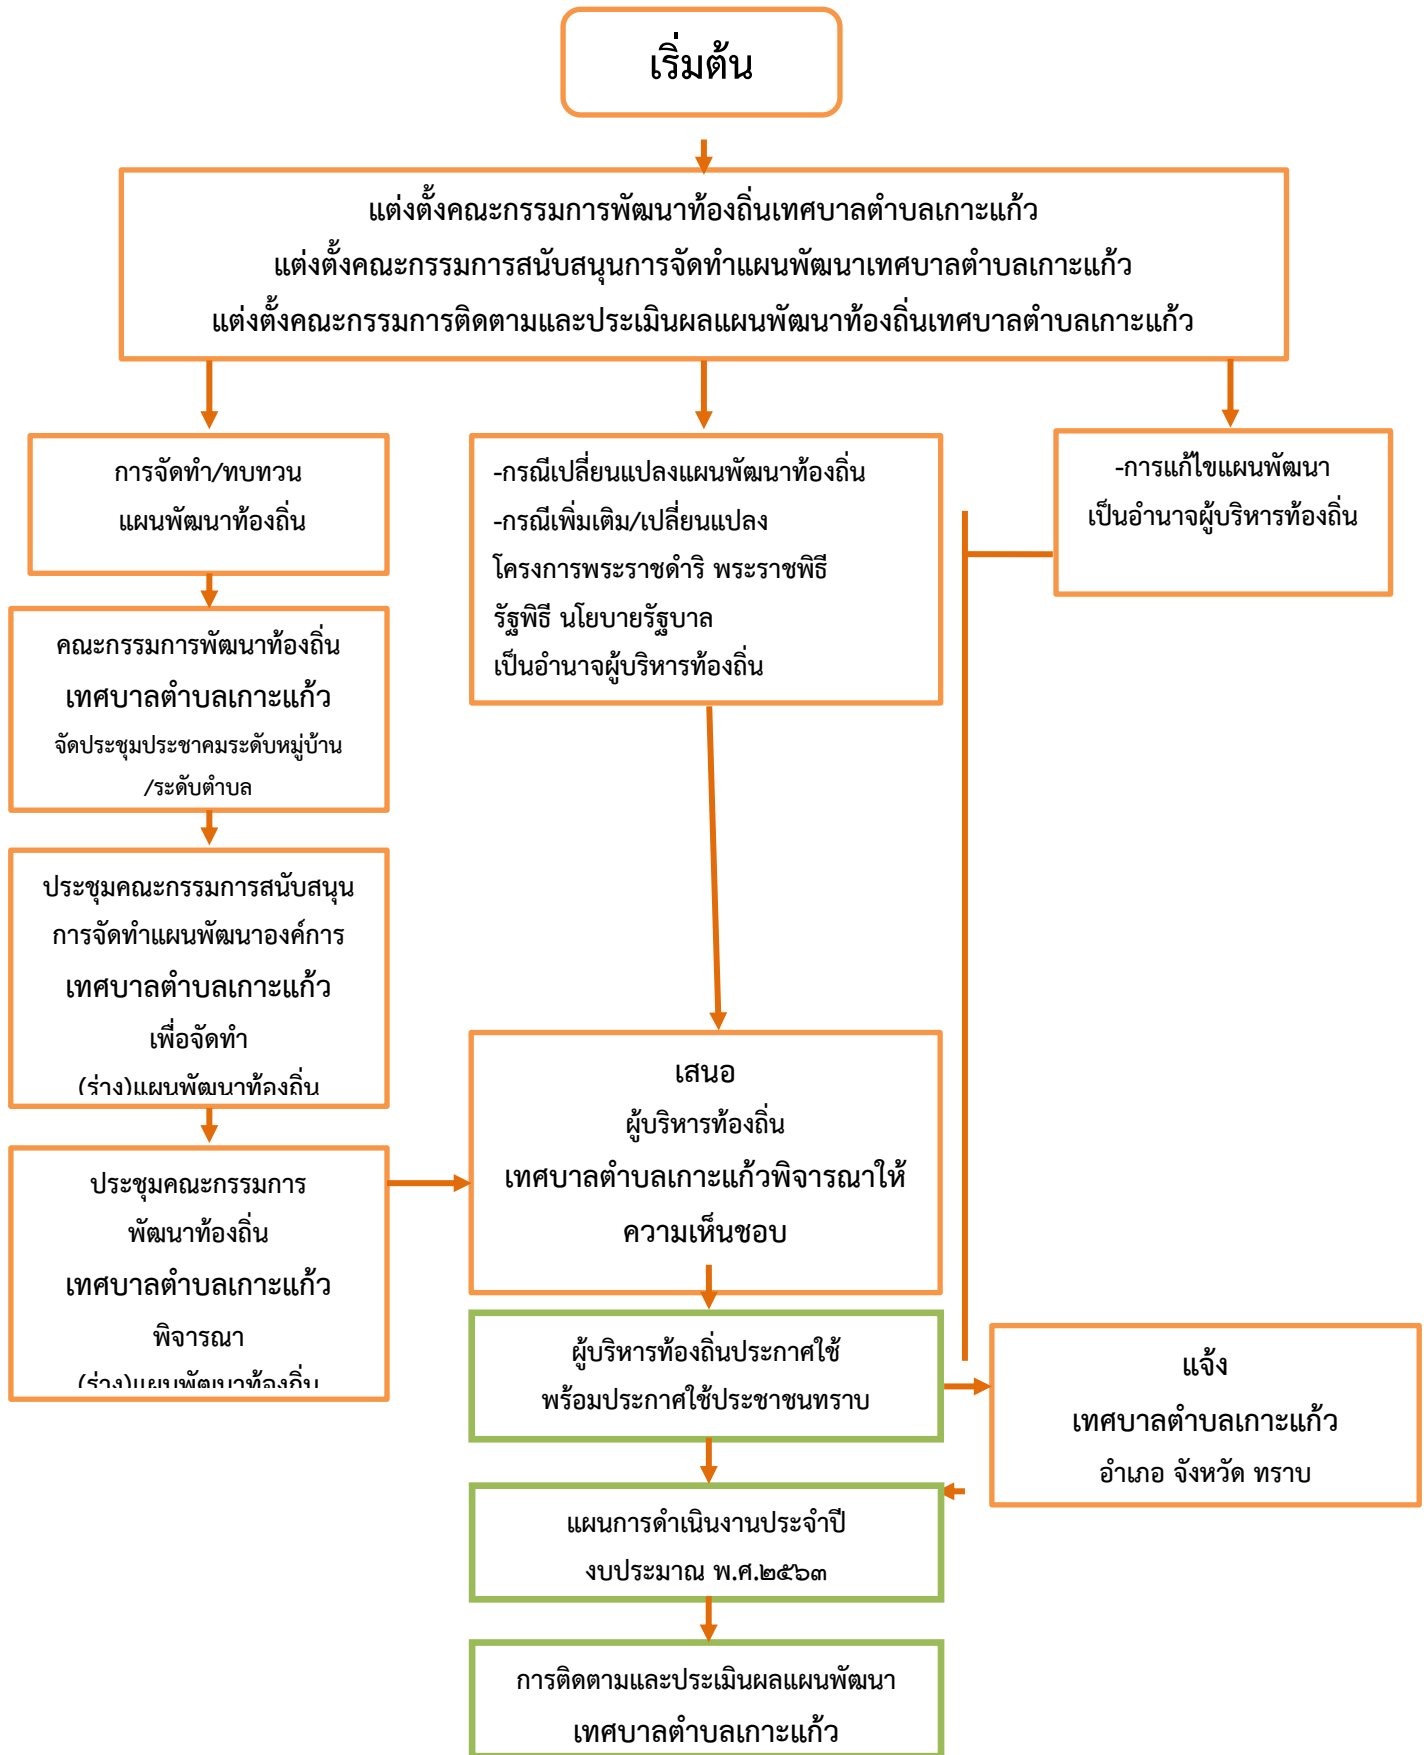 เริ่มต้น
แต่งตั้งคณะกรรมการพัฒนาท้องถิ่นเทศบาลตำบลเกาะแก้ว
แต่งตั้งคณะกรรมการสนับสนุนการจัดทำแผนพัฒนาเทศบาลตำบลเกาะแก้ว
แต่งตั้งคณะกรรมการติดตามและประเมินผลแผนพัฒนาท้องถิ่นเทศบาลตำบลเกาะแก้ว
การจัดทำ/ทบทวน
แผนพัฒนาท้องถิ่น
-กรณีเปลี่ยนแปลงแผนพัฒนาท้องถิ่น
-กรณีเพิ่มเติม/เปลี่ยนแปลง
โครงการพระราชดำริ พระราชพิธี
รัฐพิธี นโยบายรัฐบาล
เป็นอำนาจผู้บริหารท้องถิ่น
-การแก้ไขแผนพัฒนา
เป็นอำนาจผู้บริหารท้องถิ่น
คณะกรรมการพัฒนาท้องถิ่น
เทศบาลตำบลเกาะแก้ว
จัดประชุมประชาคมระดับหมู่บ้าน
/ระดับตำบล
ประชุมคณะกรรมการสนับสนุน
การจัดทำแผนพัฒนาองค์การ
เทศบาลตำบลเกาะแก้ว
เพื่อจัดทำ
(ร่าง)แผนพัฒนาท้องถิ่น
ประชุมคณะกรรมการ
พัฒนาท้องถิ่น
เทศบาลตำบลเกาะแก้ว
พิจารณา
(ร่าง)แผนพัฒนาท้องถิ่น
เสนอ
ผู้บริหารท้องถิ่น
เทศบาลตำบลเกาะแก้วพิจารณาให้
ความเห็นชอบ
ผู้บริหารท้องถิ่นประกาศใช้
พร้อมประกาศใช้ประชาชนทราบ
แจ้ง
เทศบาลตำบลเกาะแก้ว
อำเภอ จังหวัด ทราบ
แผนการดำเนินงานประจำปี
งบประมาณ พ.ศ.๒๕๖๓
การติดตามและประเมินผลแผนพัฒนา
เทศบาลตำบลเกาะแก้ว